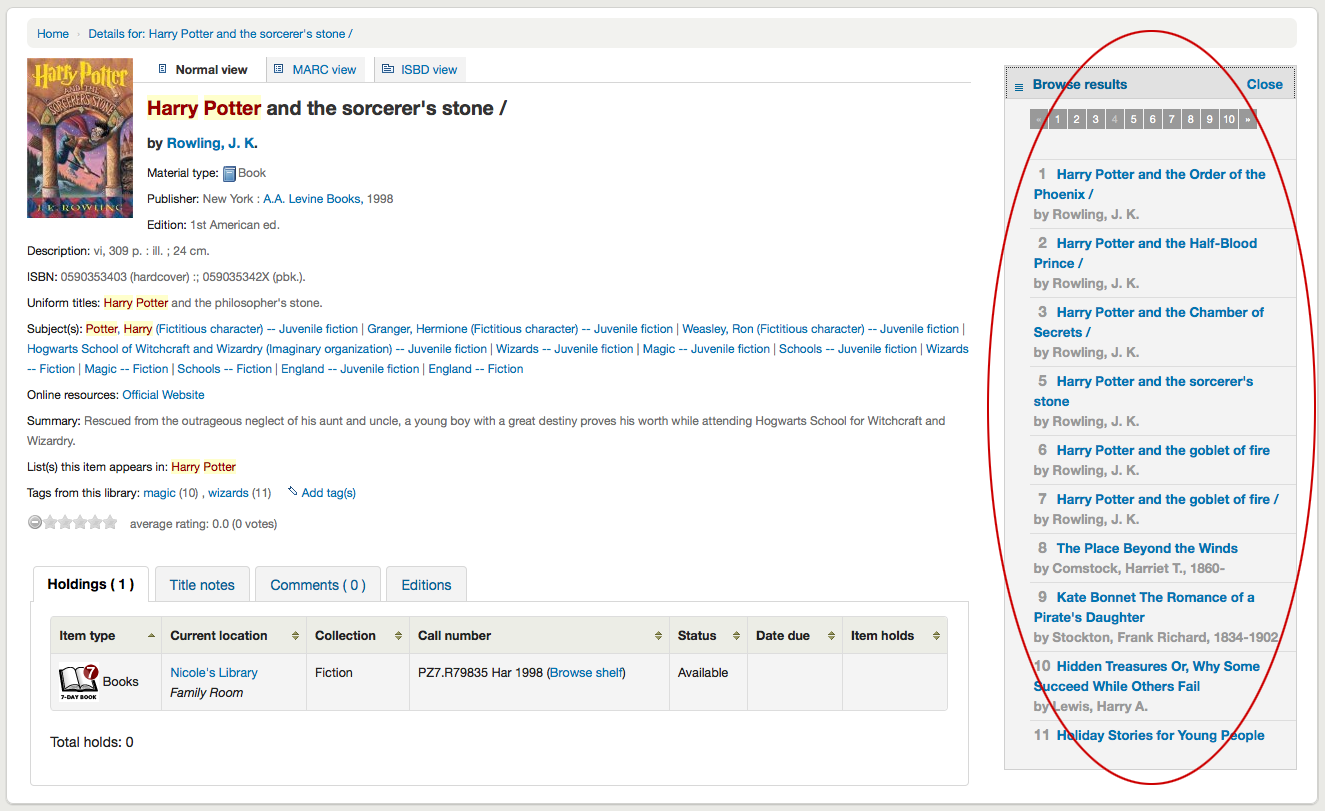 Home › Details for: Harry Potter and the sorcerer's stone /
Harry Potter
AND THE
SORCERER'S STONE
J. K. ROWLING
Normal view MARC view ISBD view
Harry Potter and the sorcerer's stone /
by Rowling, J. K.
Material type: Book
Publisher: New York : A.A. Levine Books, 1998
Edition: 1st American ed.
Description: vi, 309 p. : ill. ; 24 cm.
ISBN: 0590353403 (hardcover) :; 059035342X (pbk.).
Uniform titles: Harry Potter and the philosopher's stone.
Subject(s): Potter, Harry (Fictitious character) -- Juvenile fiction | Granger, Hermione (Fictitious character) -- Juvenile fiction | Weasley, Ron (Fictitious character) -- Juvenile fiction |
Hogwarts School of Witchcraft and Wizardry (Imaginary organization) -- Juvenile fiction | Wizards -- Juvenile fiction | Magic -- Juvenile fiction | Schools -- Juvenile fiction | Wizards
-- Fiction | Magic -- Fiction | Schools -- Fiction | England -- Juvenile fiction | England -- Fiction
Online resources: Official Website
Summary: Rescued from the outrageous neglect of his aunt and uncle, a young boy with a great destiny proves his worth while attending Hogwarts School for Witchcraft and
Wizardry.
List(s) this item appears in: Harry Potter
Tags from this library: magic (10) , wizards (11) Add tag(s)
average rating: 0.0 (0 votes)
Holdings ( 1 ) Title notes Comments ( 0 ) Editions
Item type Current location Collection Call number Status Date due Item holds
7
7-DAY BOOK
Books Nicole's Library Fiction PZ7.R79835 Har 1998 (Browse shelf) Available
Family Room
Total holds: 0
Browse results Close
« 1 2 3 4 5 6 7 8 9 10 »
1 Harry Potter and the Order of the
Phoenix /
by Rowling, J. K.
2 Harry Potter and the Half-Blood
Prince /
by Rowling, J. K.
3 Harry Potter and the Chamber of
Secrets /
by Rowling, J. K.
5 Harry Potter and the sorcerer's
stone
by Rowling, J. K.
6 Harry Potter and the goblet of fire
by Rowling, J. K.
7 Harry Potter and the goblet of fire /
by Rowling, J. K.
8 The Place Beyond the Winds
by Comstock, Harriet T., 1860-
9 Kate Bonnet The Romance of a
Pirate's Daughter
by Stockton, Frank Richard, 1834-1902
10 Hidden Treasures Or, Why Some
Succeed While Others Fail
by Lewis, Harry A.
11 Holiday Stories for Young People